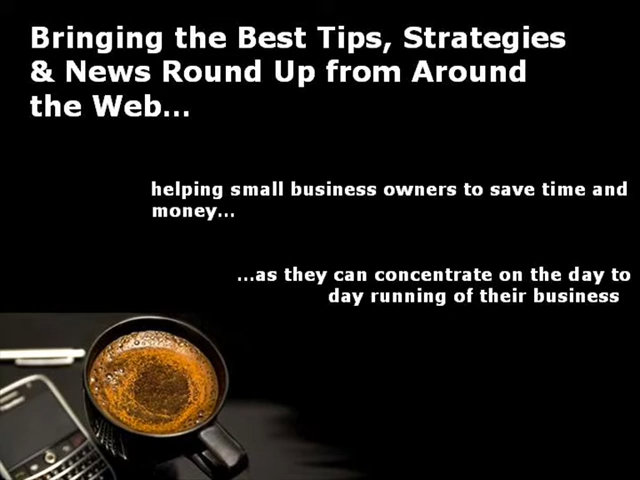 Bringing the Best Tips, Strategies
& News Round Up from Around
the Web...
helping small business owners to save time and
money...
...as they can concentrate on the day to
day running of their business